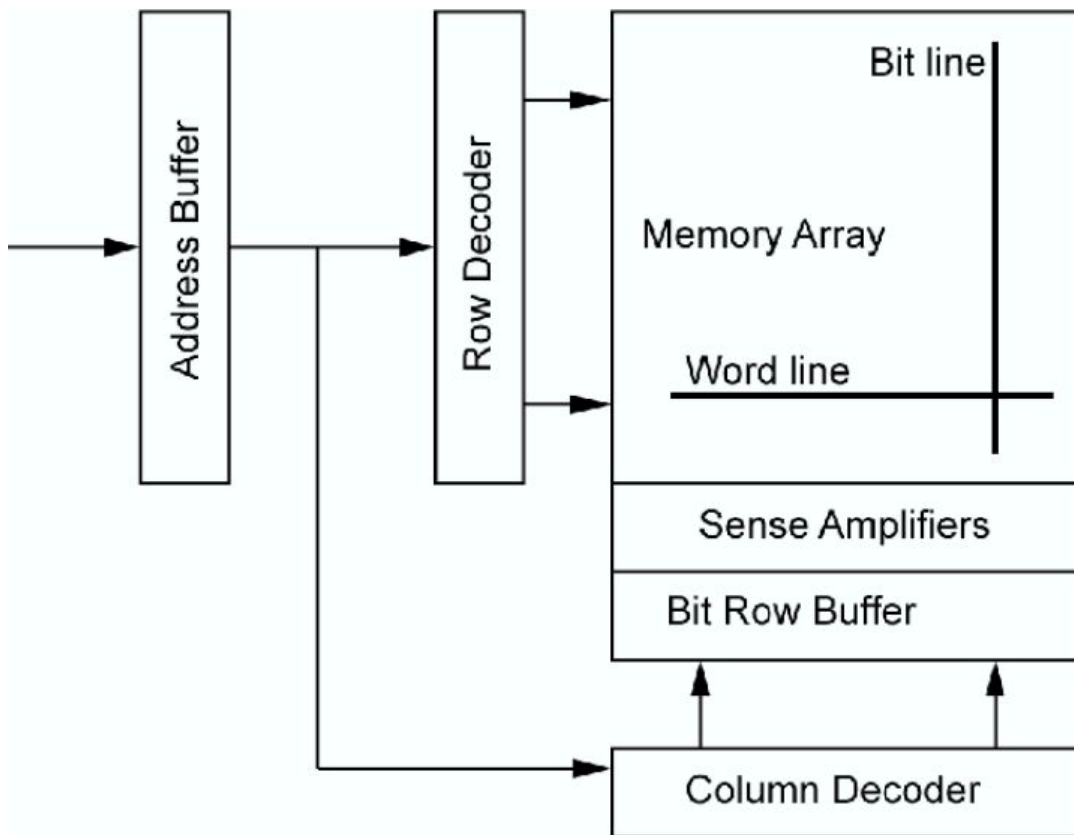 Address Buffer
Row Decoder
Bit line
Memory Array
Word line
Sense Amplifiers
Bit Row Buffer
Column Decoder